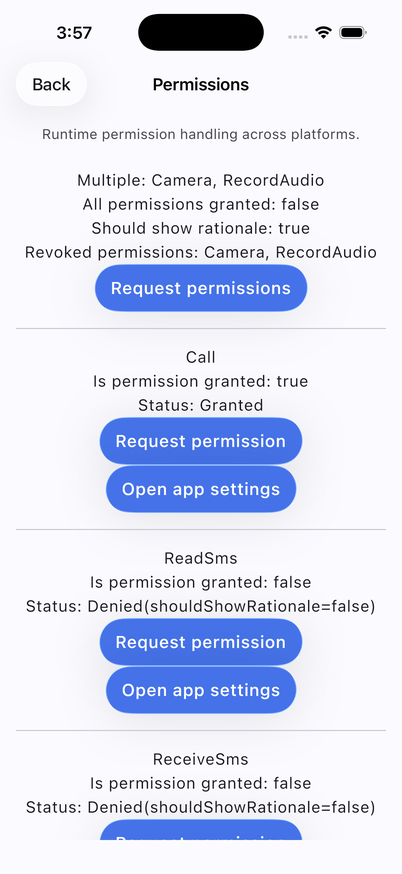 3:57
Back
Permissions
Runtime permission handling across platforms.
Multiple: Camera, RecordAudio
All permissions granted: false
Should show rationale: true
Revoked permissions: Camera, RecordAudio
Request permissions
Call
Is permission granted: true
Status: Granted
Request permission
Open app settings
ReadSms
Is permission granted: false
Status: Denied(shouldShowRationale=false)
Request permission
Open app settings
ReceiveSms
Is permission granted: false
Status: Denied(shouldShowRationale=false)
Request permission